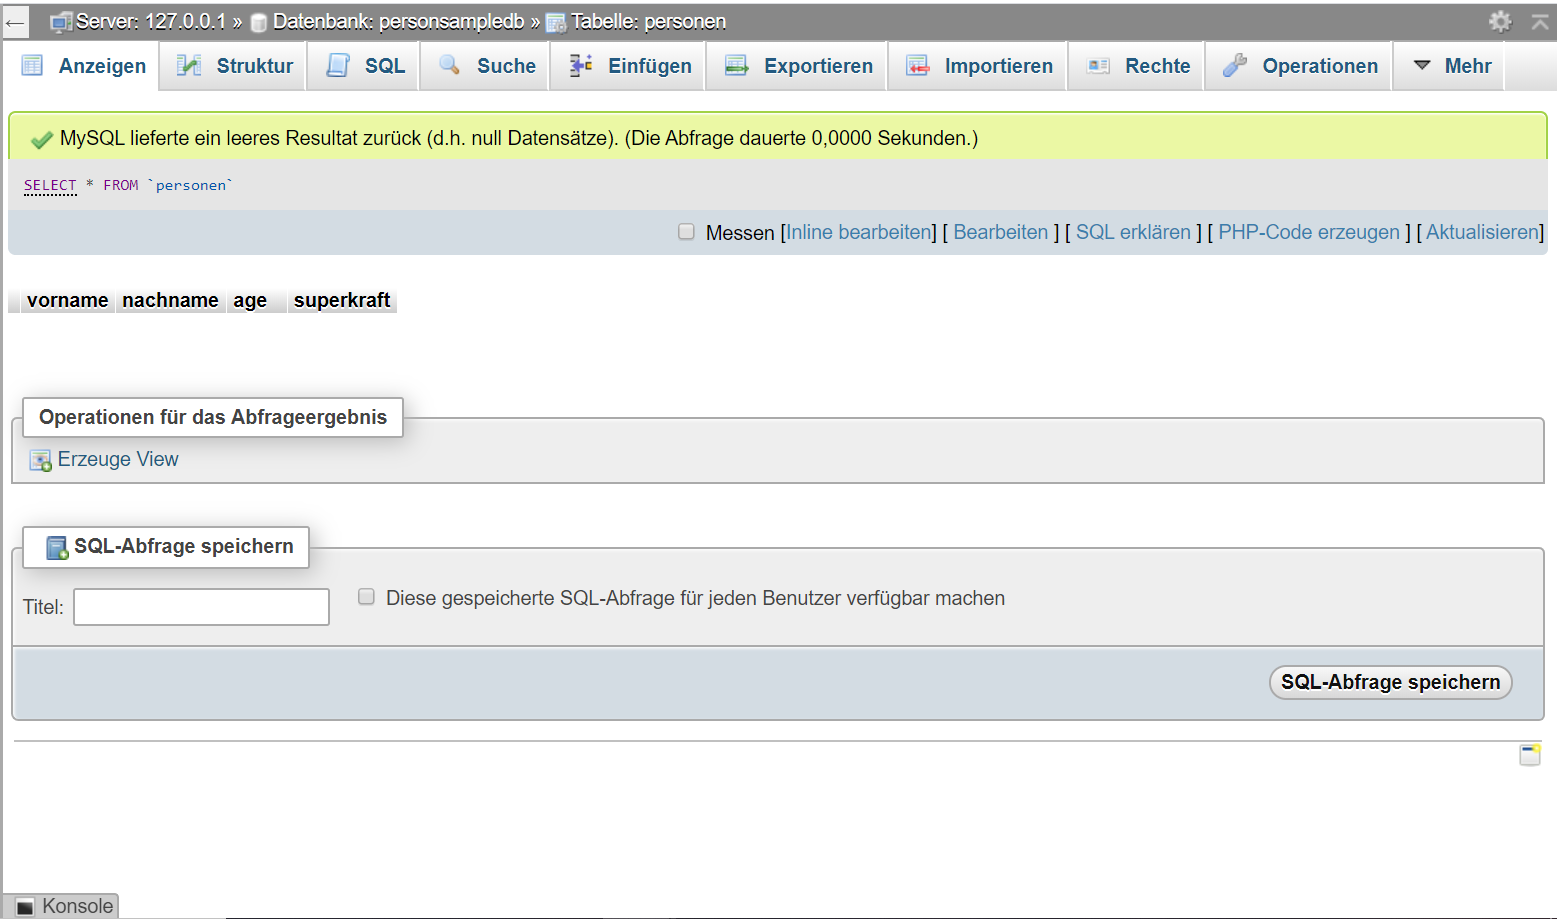 ← Server: 127.0.0.1 » Datenbank: personsampledb » Tabelle: personen
Anzeigen Struktur SQL Suche Einfügen Exportieren Importieren Rechte Operationen Mehr
MySQL lieferte ein leeres Resultat zurück (d.h. null Datensätze). (Die Abfrage dauerte 0,0000 Sekunden.)
SELECT * FROM `personen`
Messen [Inline bearbeiten] [ Bearbeiten ] [ SQL erklären ] [ PHP-Code erzeugen ] [ Aktualisieren]
vorname nachname age superkraft
Operationen für das Abfrageergebnis
Erzeuge View
SQL-Abfrage speichern
Titel: Diese gespeicherte SQL-Abfrage für jeden Benutzer verfügbar machen
SQL-Abfrage speichern
Konsole